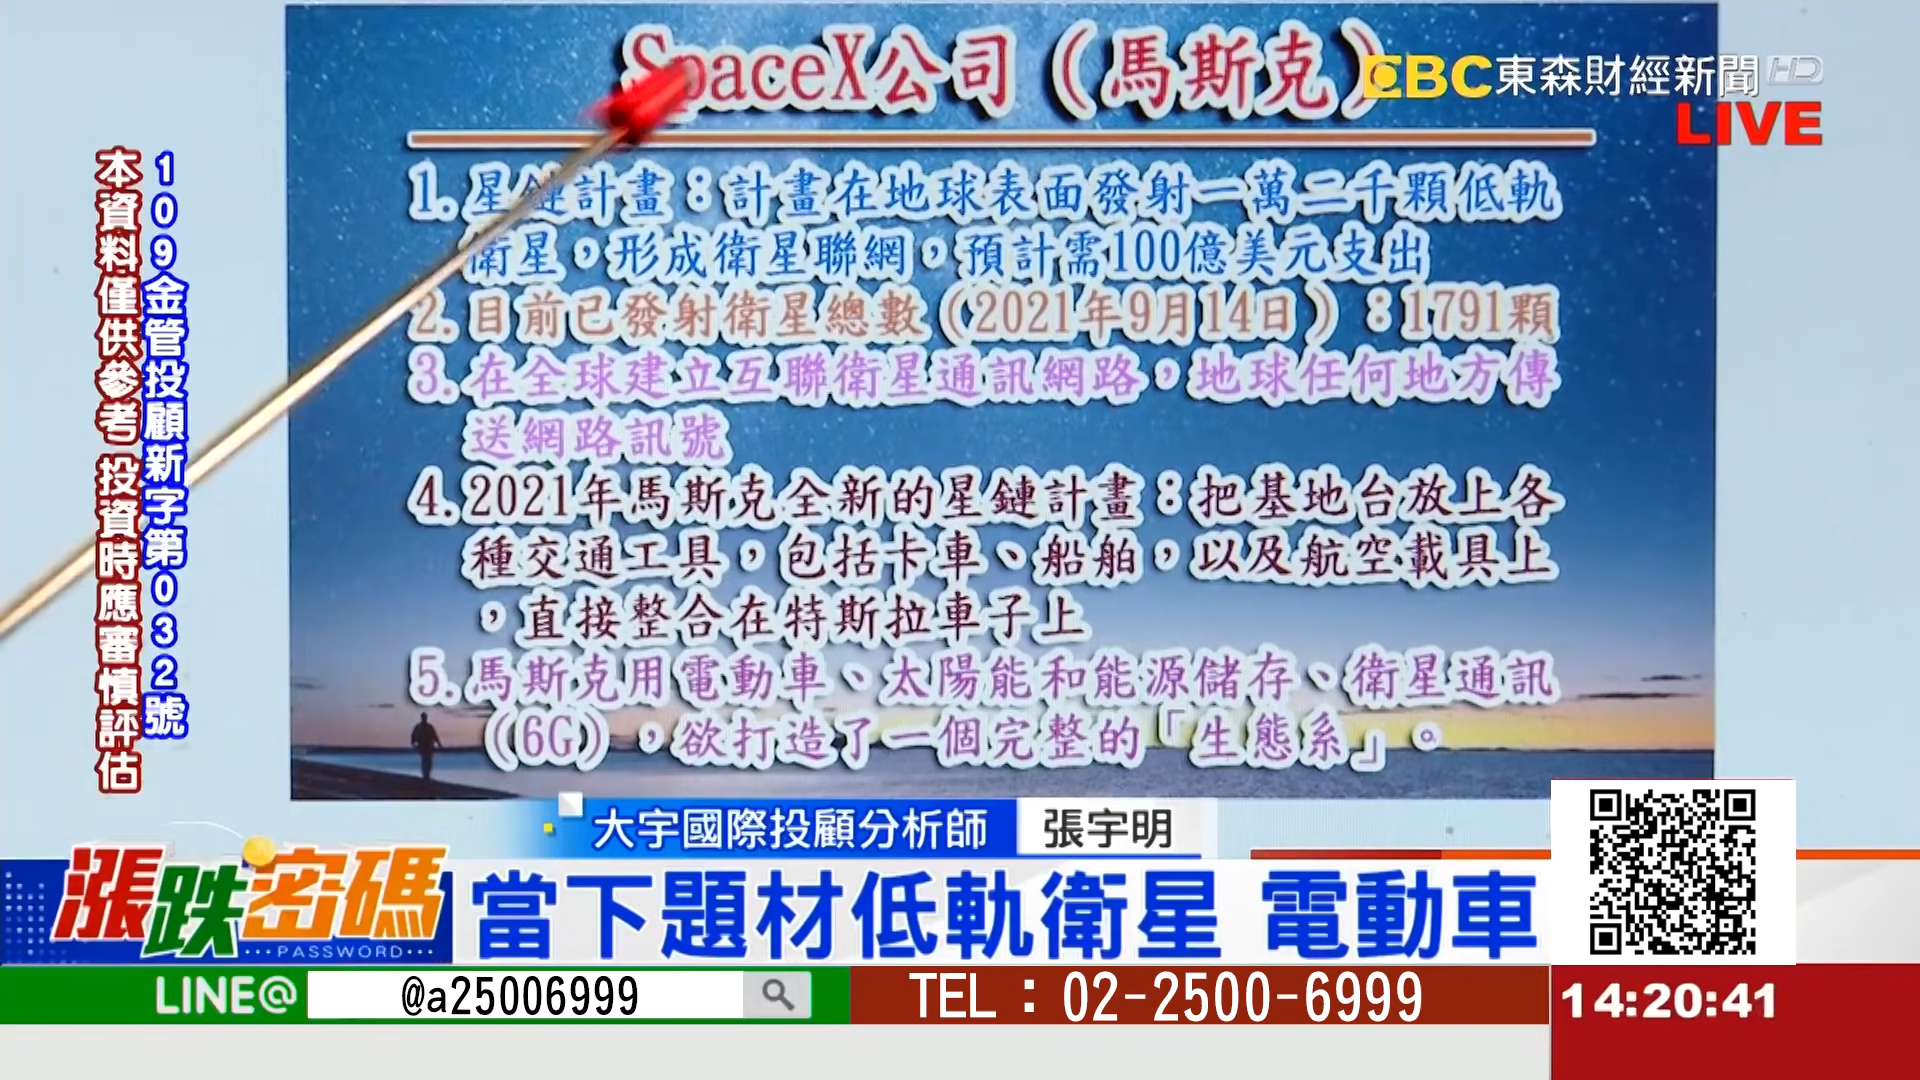 SpaceX公司（馬斯克）
EBC東森財經新聞HD
LIVE
1.星鏈計畫：計畫在地球表面發射一萬二千顆低軌
衛星，形成衛星聯網，預計需100億美元支出
2.目前已發射衛星總數（2021年9月14日）：1791顆
3.在全球建立互聯衛星通訊網路，地球任何地方傳
送網路訊號
4.2021年馬斯克全新的星鏈計畫：把基地台放上各
種交通工具，包括卡車、船舶，以及航空載具上
，直接整合在特斯拉車子上
5.馬斯克用電動車、太陽能和能源儲存、衛星通訊
（6G），欲打造了一個完整的「生態系」。
109金管投顧新字第032號
本資料僅供參考 投資時應審慎評估
大宇國際投顧分析師 張宇明
漲跌密碼
PASSWORD
當下題材低軌衛星 電動車
LINE@ @a25006999
TEL：02-2500-6999
14:20:41